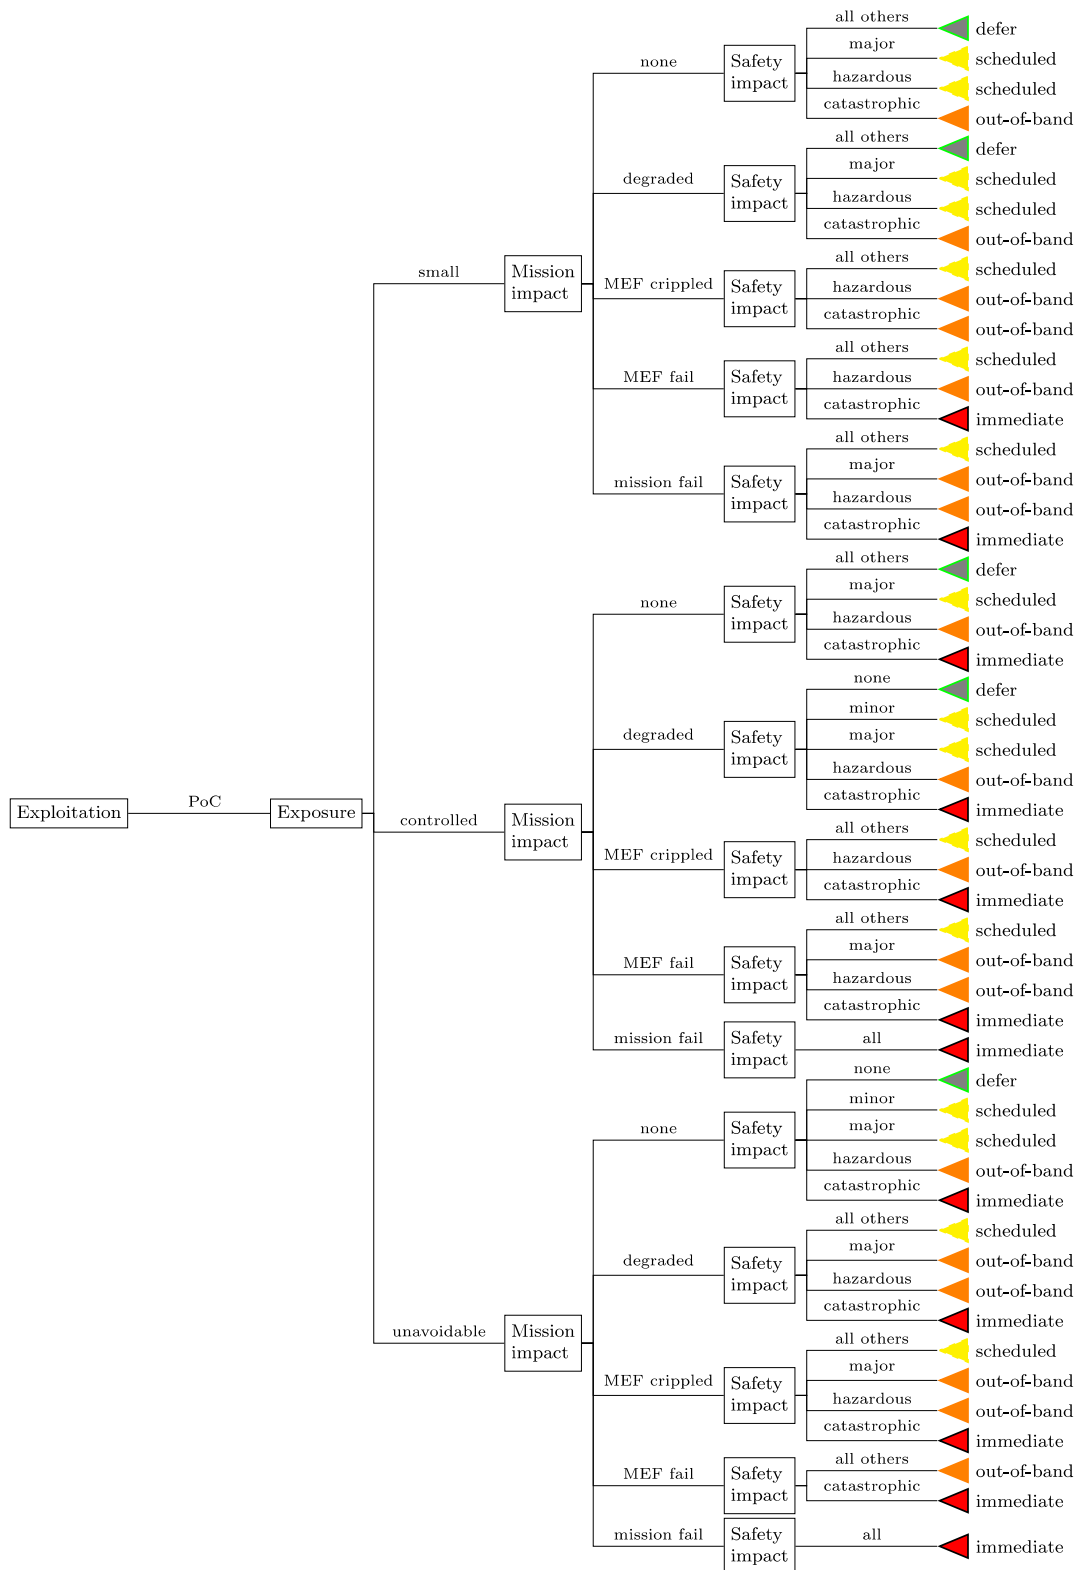 Exploitation
PoC
Exposure
small
Mission
impact
none
Safety
impact
all others
defer
major
scheduled
hazardous
scheduled
catastrophic
out-of-band
degraded
Safety
impact
all others
defer
major
scheduled
hazardous
scheduled
catastrophic
out-of-band
MEF crippled
Safety
impact
all others
scheduled
hazardous
out-of-band
catastrophic
out-of-band
MEF fail
Safety
impact
all others
scheduled
hazardous
out-of-band
catastrophic
immediate
mission fail
Safety
impact
all others
scheduled
major
out-of-band
hazardous
out-of-band
catastrophic
immediate
controlled
Mission
impact
none
Safety
impact
all others
defer
major
scheduled
hazardous
out-of-band
catastrophic
immediate
degraded
Safety
impact
none
defer
minor
scheduled
major
scheduled
hazardous
out-of-band
catastrophic
immediate
MEF crippled
Safety
impact
all others
scheduled
hazardous
out-of-band
catastrophic
immediate
MEF fail
Safety
impact
all others
scheduled
major
out-of-band
hazardous
out-of-band
catastrophic
immediate
mission fail
Safety
impact
all
immediate
unavoidable
Mission
impact
none
Safety
impact
none
defer
minor
scheduled
major
scheduled
hazardous
out-of-band
catastrophic
immediate
degraded
Safety
impact
all others
scheduled
major
out-of-band
hazardous
out-of-band
catastrophic
immediate
MEF crippled
Safety
impact
all others
scheduled
major
out-of-band
hazardous
out-of-band
catastrophic
immediate
MEF fail
Safety
impact
all others
out-of-band
catastrophic
immediate
mission fail
Safety
impact
all
immediate